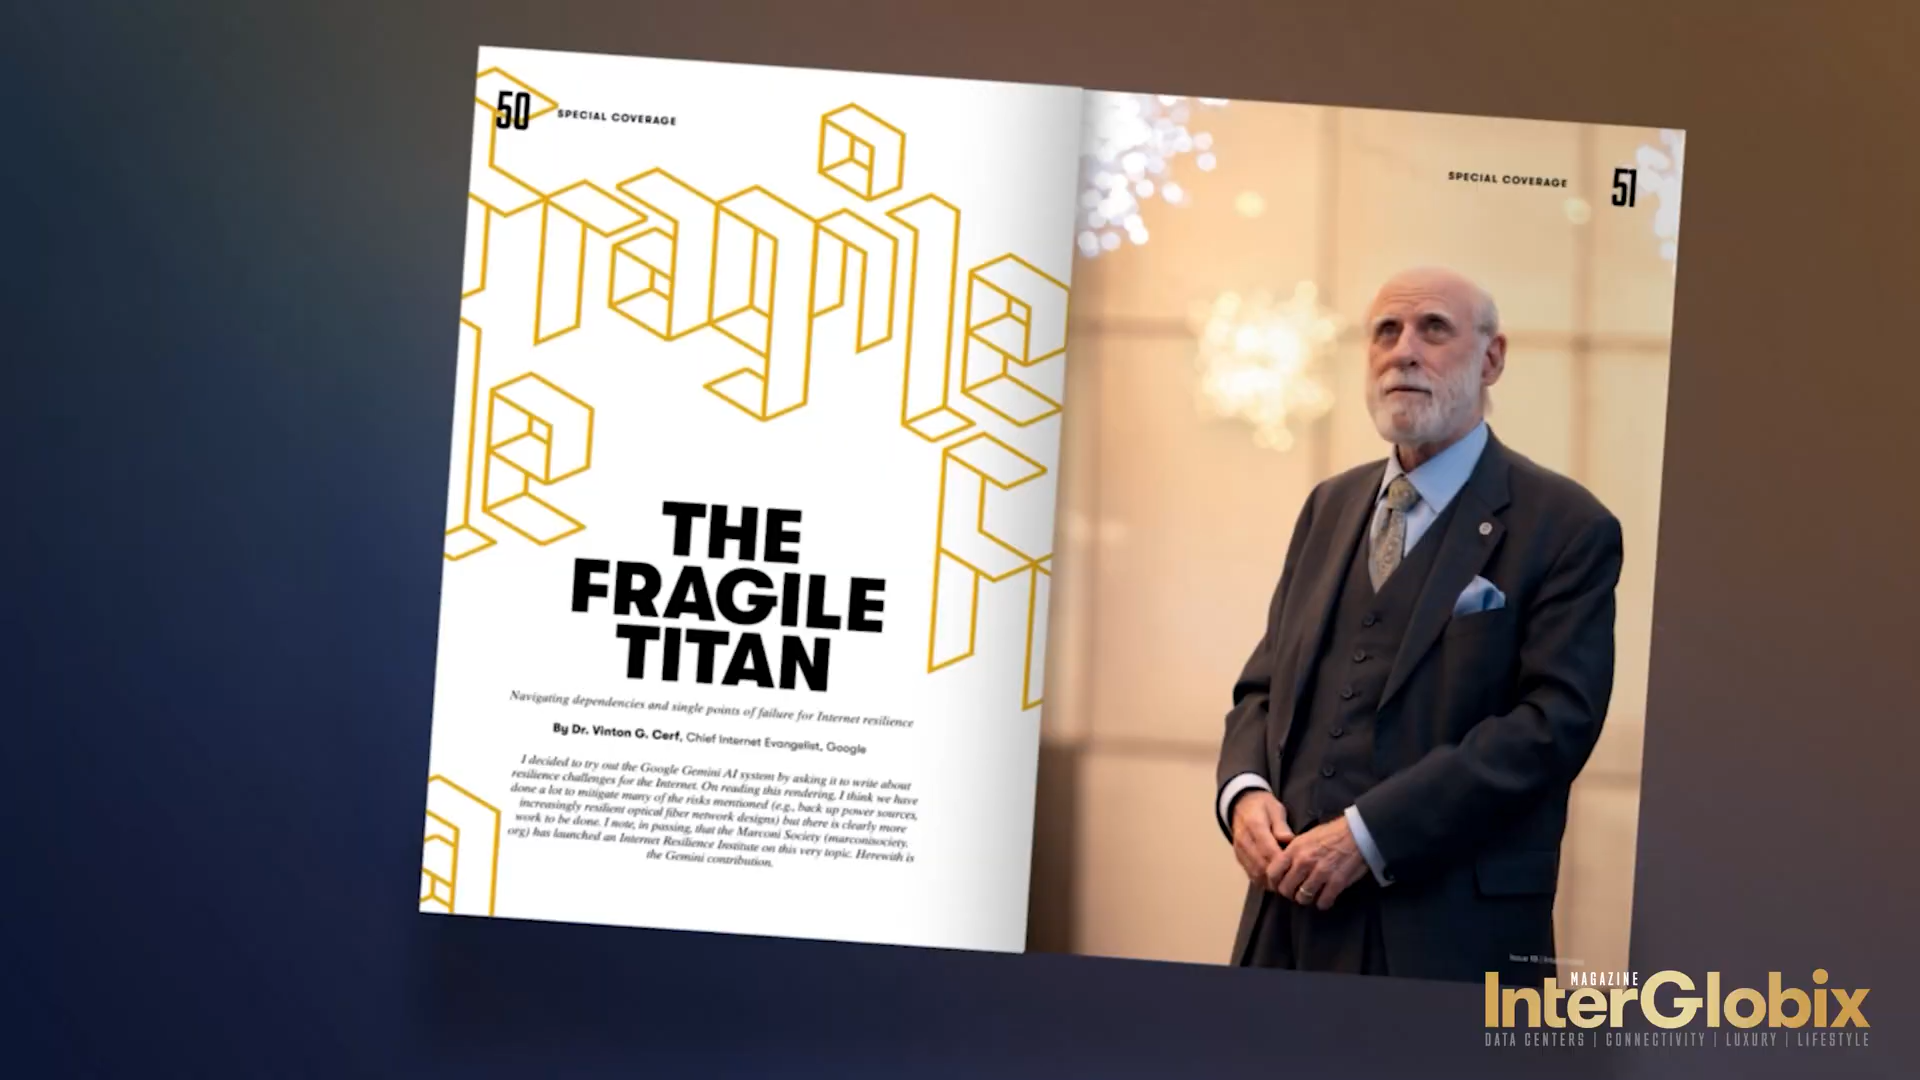 50
SPECIAL COVERAGE
fragile
THE
FRAGILE
TITAN
Navigating dependencies and single points of failure for Internet resilience
By Dr. Vinton G. Cerf, Chief Internet Evangelist, Google
I decided to try out the Google Gemini AI system by asking it to write about
resilience challenges for the Internet. On reading this rendering, I think we have
done a lot to mitigate many of the risks mentioned (e.g., back up power sources,
increasingly resilient optical fiber network designs) but there is clearly more
work to be done. I note, in passing, that the Marconi Society (marconisociety.
org) has launched an Internet Resilience Institute on this very topic. Herewith is
the Gemini contribution.
SPECIAL COVERAGE
51
MAGAZINE
InterGlobix
DATA CENTERS | CONNECTIVITY | LUXURY | LIFESTYLE